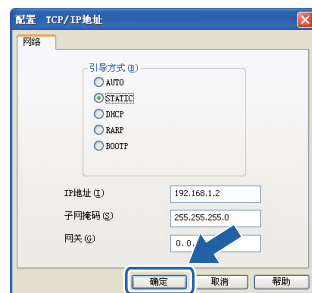 配置 TCP/IP地址
网络
引导方式(B)
AUTO
STATIC
DHCP
RARP
BOOTP
IP地址(I) 192.168.1.2
子网掩码(S) 255.255.255.0
网关(G) 0.0.
确定 取消 帮助